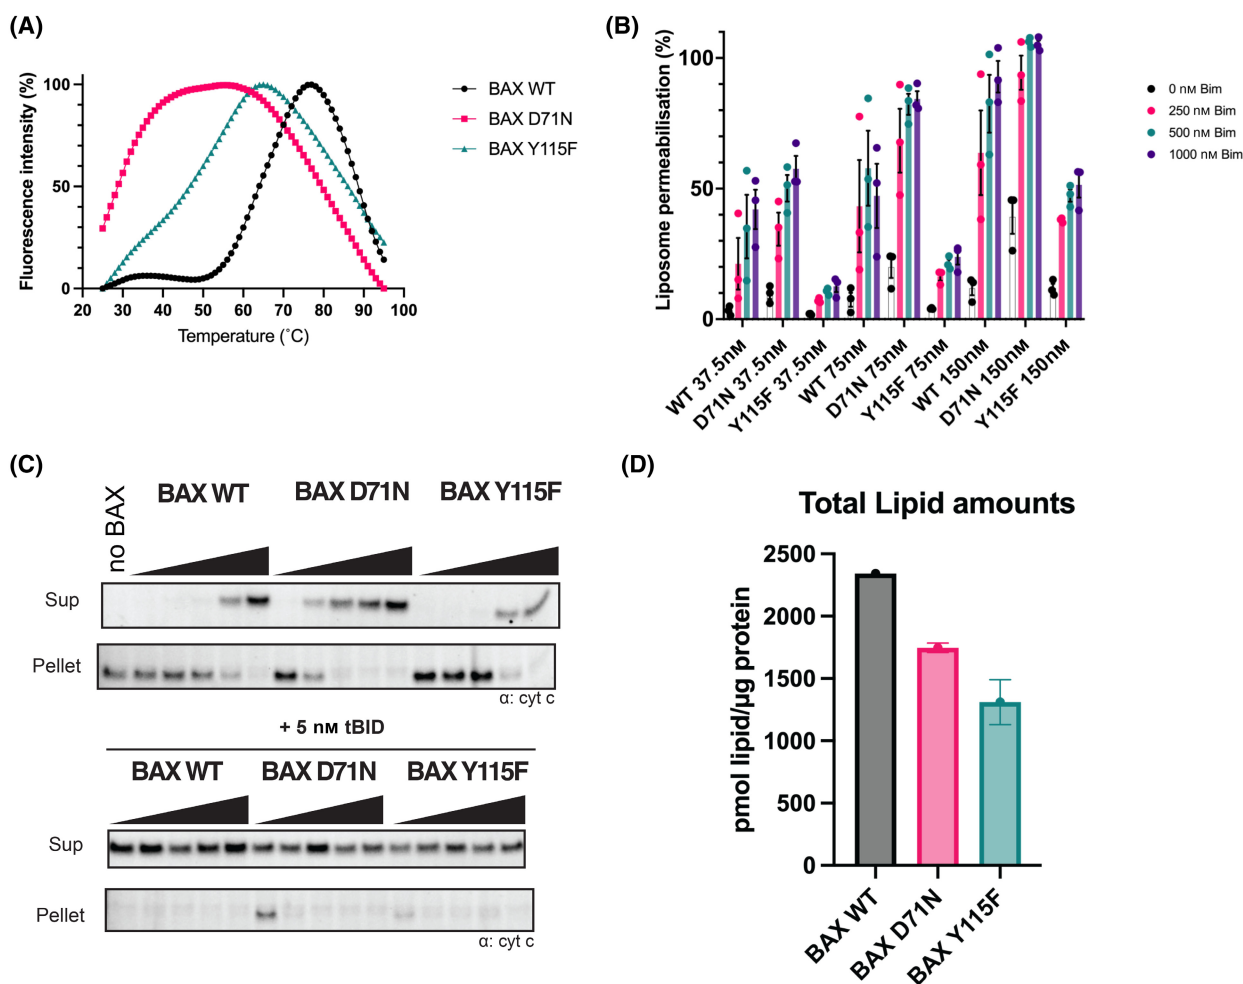 (A)
Fluorescence intensity (%)
100
50
0
20 30 40 50 60 70 80 90 100
Temperature (˚C)
BAX WT
BAX D71N
BAX Y115F
(B)
Liposome permeabilisation (%)
100
50
0
WT 37.5nM
D71N 37.5nM
Y115F 37.5nM
WT 75nM
D71N 75nM
Y115F 75nM
WT 150nM
D71N 150nM
Y115F 150nM
0 nM Bim
250 nM Bim
500 nM Bim
1000 nM Bim
(C)
no BAX
BAX WT BAX D71N BAX Y115F
Sup
Pellet
α: cyt c
+ 5 nM tBID
BAX WT BAX D71N BAX Y115F
Sup
Pellet
α: cyt c
(D)
Total Lipid amounts
pmol lipid/µg protein
2500
2000
1500
1000
500
0
BAX WT
BAX D71N
BAX Y115F